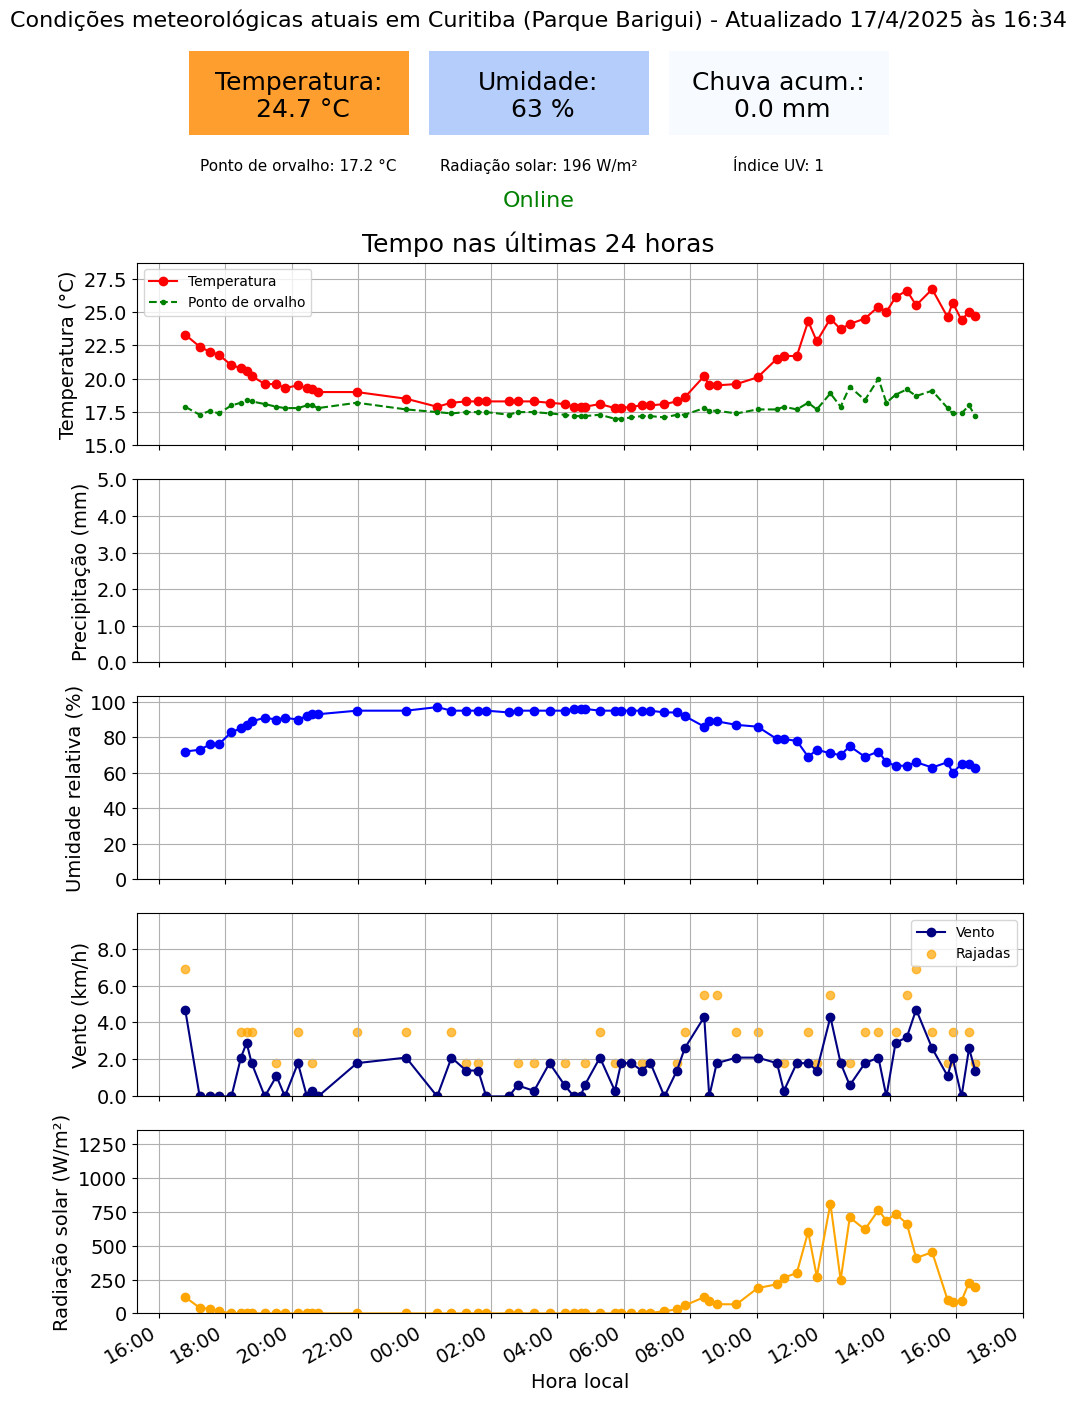 Condições meteorológicas atuais em Curitiba (Parque Barigui) - Atualizado 17/4/2025 às 16:34
Temperatura:
24.7 °C
Umidade:
63 %
Chuva acum.:
0.0 mm
Ponto de orvalho: 17.2 °C
Radiação solar: 196 W/m²
Índice UV: 1
Online
Tempo nas últimas 24 horas
Temperatura (°C)
27.5
25.0
22.5
20.0
17.5
15.0
Temperatura
Ponto de orvalho
Precipitação (mm)
5.0
4.0
3.0
2.0
1.0
0.0
Umidade relativa (%)
100
80
60
40
20
0
Vento (km/h)
8.0
6.0
4.0
2.0
0.0
Vento
Rajadas
Radiação solar (W/m²)
1250
1000
750
500
250
0
16:00
18:00
20:00
22:00
00:00
02:00
04:00
06:00
08:00
10:00
12:00
14:00
16:00
18:00
Hora local